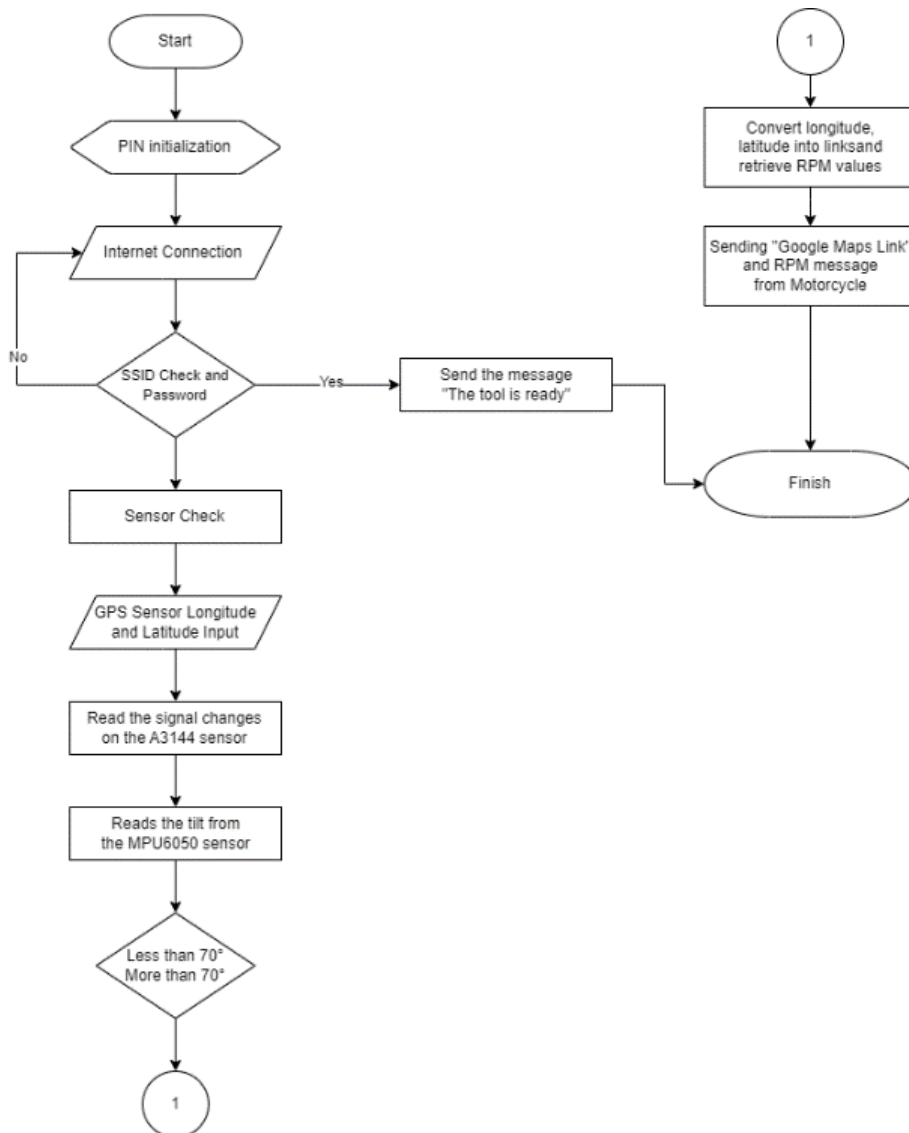 Start
PIN initialization
Internet Connection
No
SSID Check and
Password
Yes
Send the message
"The tool is ready"
Sensor Check
GPS Sensor Longitude
and Latitude Input
Read the signal changes
on the A3144 sensor
Reads the tilt from
the MPU6050 sensor
Less than 70°
More than 70°
1
1
Convert longitude,
latitude into linksand
retrieve RPM values
Sending "Google Maps Link"
and RPM message
from Motorcycle
Finish